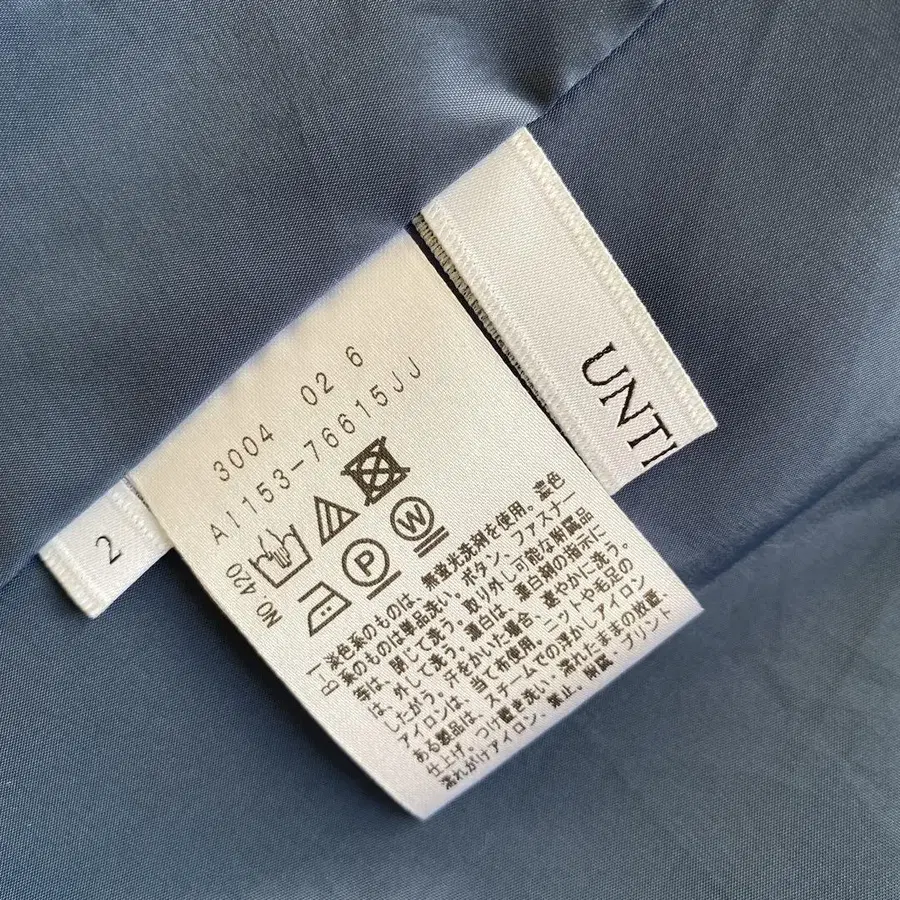 UNTI
2
3004 02 6
AI153-76615JJ
NO.420
P
W
B-1
淡色系のものは、無蛍光洗剤を使用。濃色
系のものは単品洗い。ボタン、ファスナー
等は、閉じて洗う。取り外し可能な附属品
は、外して洗う。漂白は、漂白剤の指示に
したがう。汗をかいた場合、速やかに洗う。
アイロンは、当て布使用。ニットや毛足の
ある製品は、スチームでの浮かしアイロン
仕上げ。つけ置き洗い・濡れたままの放置、
濡れがけアイロン、禁止。附属・プリント